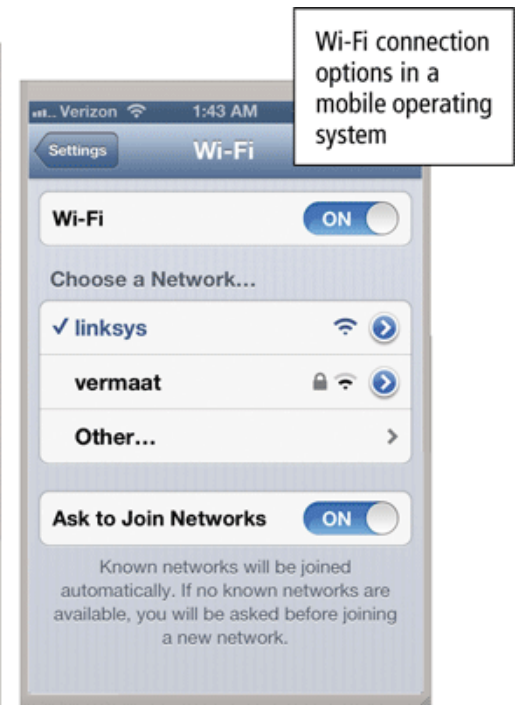 Wi-Fi connection
options in a
mobile operating
system
Verizon 1:43 AM
Settings Wi-Fi
Wi-Fi ON
Choose a Network...
✓ linksys
vermaat
Other...
Ask to Join Networks ON
Known networks will be joined
automatically. If no known networks are
available, you will be asked before joining
a new network.